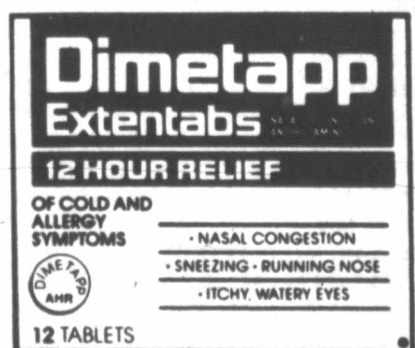 Dimetapp
Extentabs
12 HOUR RELIEF
OF COLD AND
ALLERGY
SYMPTOMS
• NASAL CONGESTION
• SNEEZING • RUNNING NOSE
• ITCHY, WATERY EYES
DIMETAPP
AHR
12 TABLETS